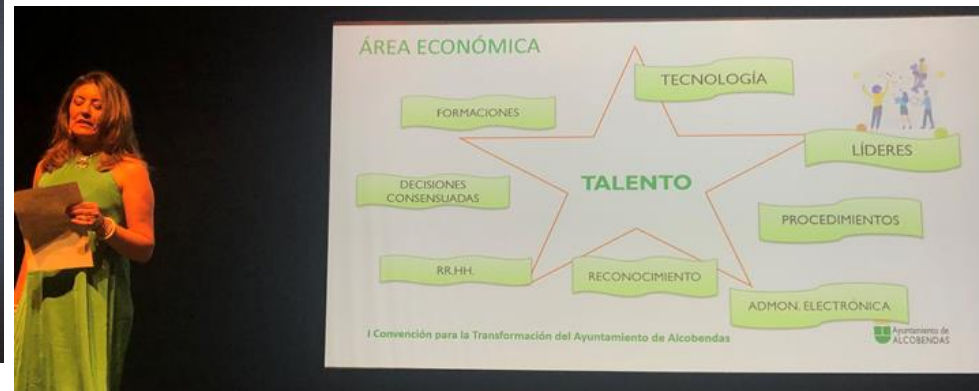 ÁREA ECONÓMICA
TECNOLOGÍA
FORMACIONES
LÍDERES
TALENTO
DECISIONES
CONSENSUADAS
PROCEDIMIENTOS
RR.HH.
RECONOCIMIENTO
ADMON. ELECTRÓNICA
I Convención para la Transformación del Ayuntamiento de Alcobendas
Ayuntamiento de
ALCOBENDAS